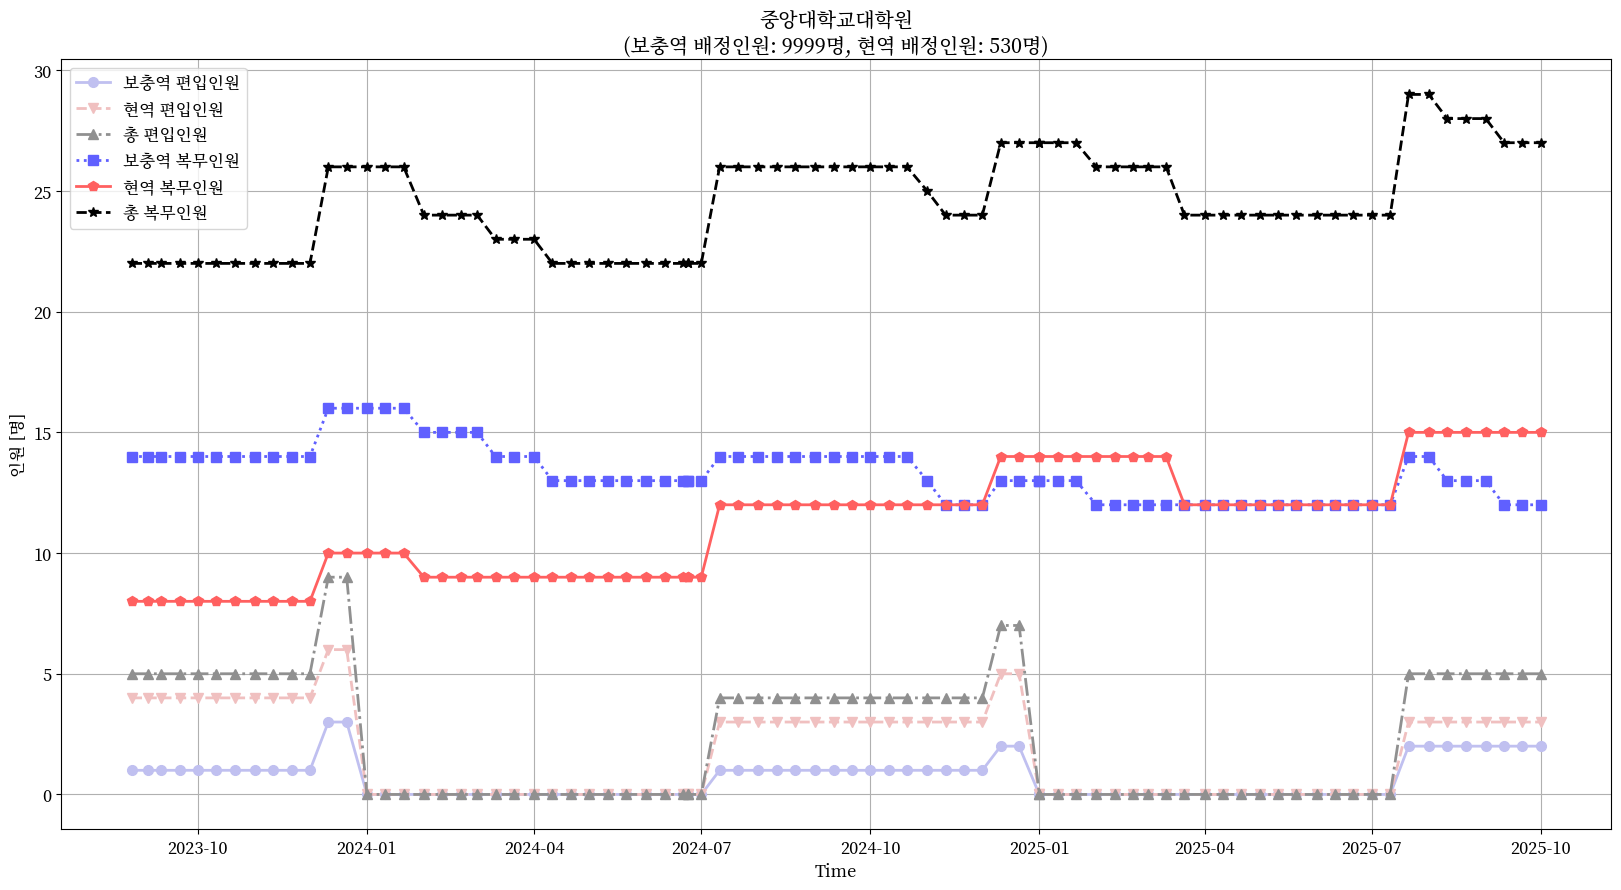 중앙대학교대학원
(보충역 배정인원: 9999명, 현역 배정인원: 530명)
보충역 편입인원
현역 편입인원
총 편입인원
보충역 복무인원
현역 복무인원
총 복무인원
인원 [명]
30
25
20
15
10
5
0
2023-10
2024-01
2024-04
2024-07
2024-10
2025-01
2025-04
2025-07
2025-10
Time